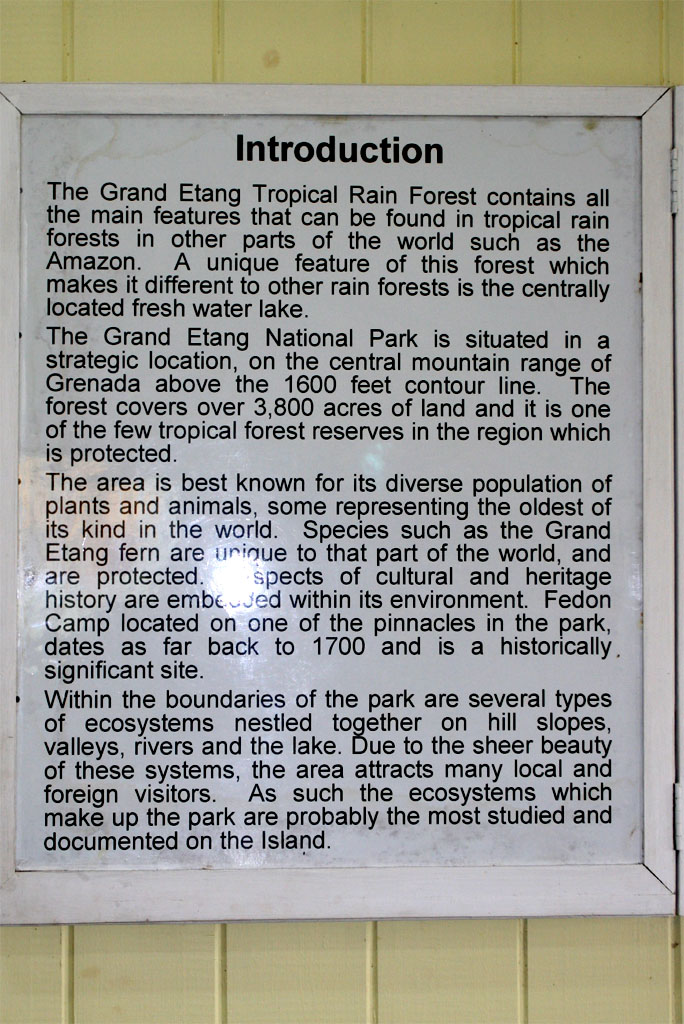 Introduction
The Grand Etang Tropical Rain Forest contains all
the main features that can be found in tropical rain
forests in other parts of the world such as the
Amazon. A unique feature of this forest which
makes it different to other rain forests is the centrally
located fresh water lake.
The Grand Etang National Park is situated in a
strategic location, on the central mountain range of
Grenada above the 1600 feet contour line. The
forest covers over 3,800 acres of land and it is one
of the few tropical forest reserves in the region which
is protected.
The area is best known for its diverse population of
plants and animals, some representing the oldest of
its kind in the world. Species such as the Grand
Etang fern are unique to that part of the world, and
are protected. Aspects of cultural and heritage
history are embedded within its environment. Fedon
Camp located on one of the pinnacles in the park,
dates as far back to 1700 and is a historically
significant site.
Within the boundaries of the park are several types
of ecosystems nestled together on hill slopes,
valleys, rivers and the lake. Due to the sheer beauty
of these systems, the area attracts many local and
foreign visitors. As such the ecosystems which
make up the park are probably the most studied and
documented on the Island.